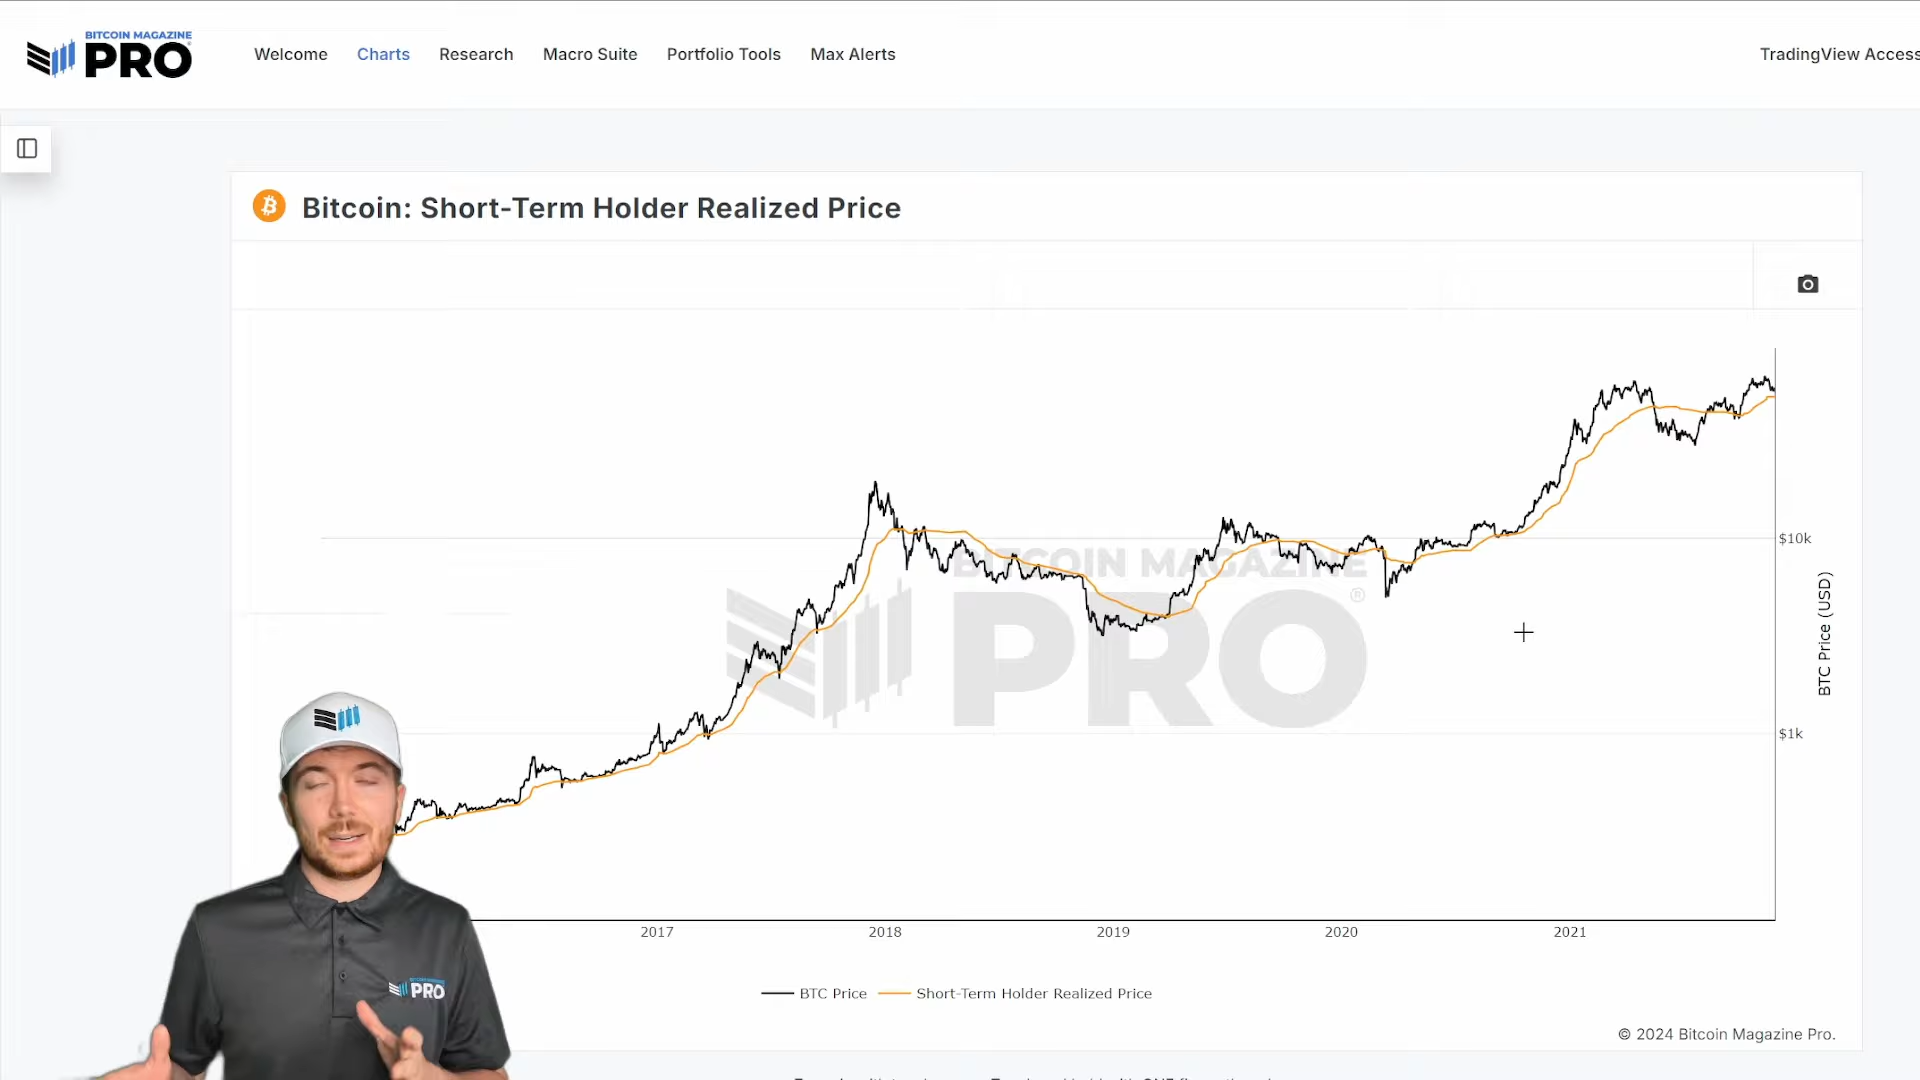 BITCOIN MAGAZINE
PRO
Welcome
Charts
Research
Macro Suite
Portfolio Tools
Max Alerts
TradingView Access
Bitcoin: Short-Term Holder Realized Price
BITCOIN MAGAZINE
PRO
®
$10k
$1k
BTC Price (USD)
2017
2018
2019
2020
2021
BTC Price
Short-Term Holder Realized Price
PRO
© 2024 Bitcoin Magazine Pro.